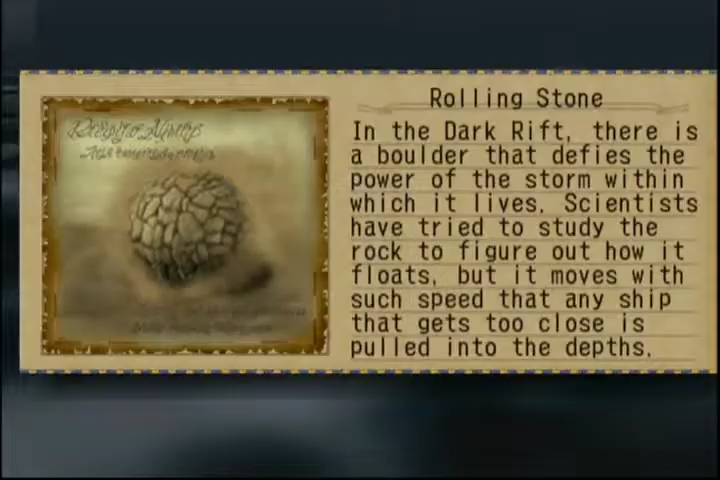 Rolling Stone
In the Dark Rift, there is
a boulder that defies the
power of the storm within
which it lives. Scientists
have tried to study the
rock to figure out how it
floats, but it moves with
such speed that any ship
that gets too close is
pulled into the depths.